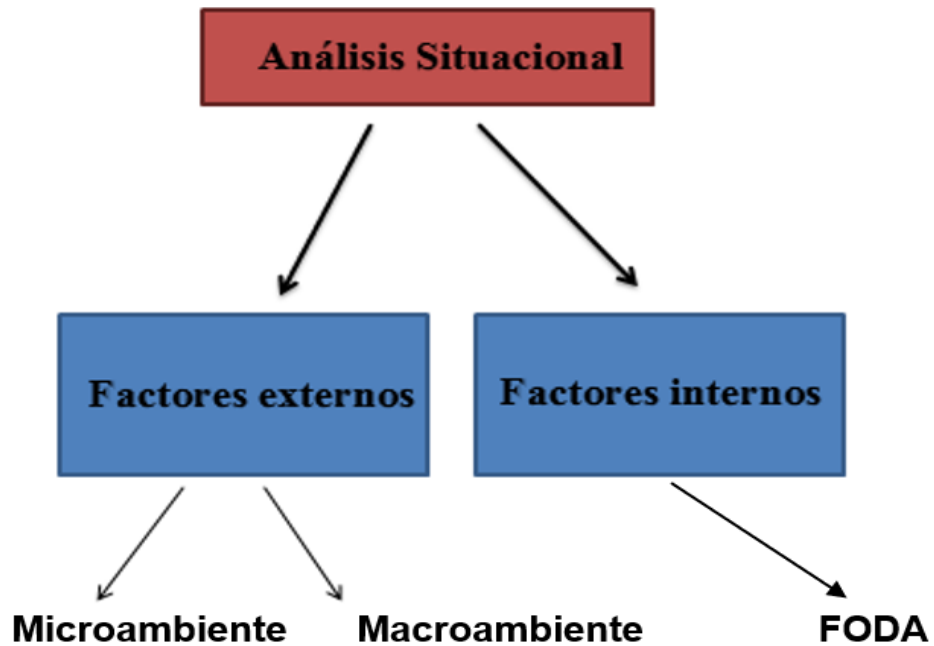 Análisis Situacional
Factores externos
Factores internos
Microambiente
Macroambiente
FODA